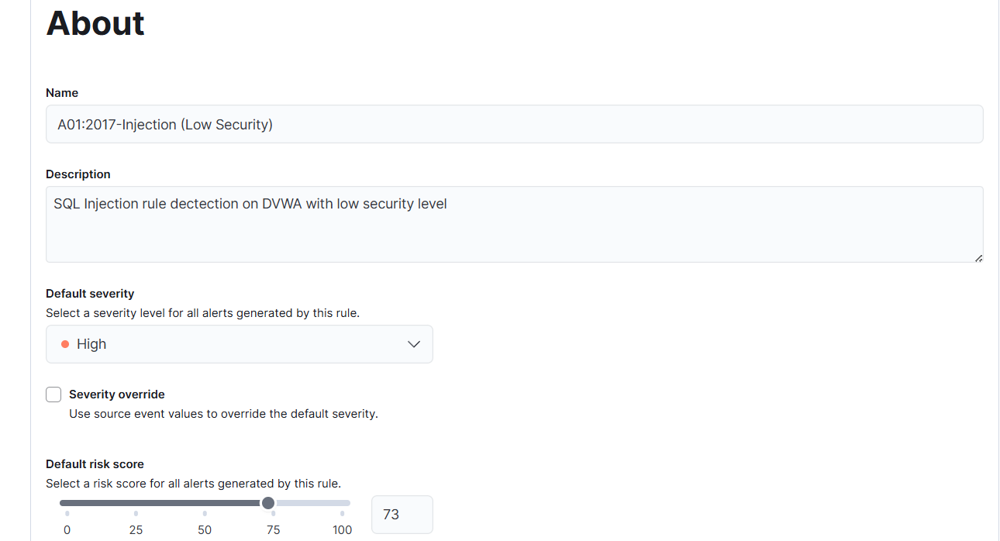 About
Name
A01:2017-Injection (Low Security)
Description
SQL Injection rule dectection on DVWA with low security level
Default severity
Select a severity level for all alerts generated by this rule.
High
Severity override
Use source event values to override the default severity.
Default risk score
Select a risk score for all alerts generated by this rule.
73
0 25 50 75 100